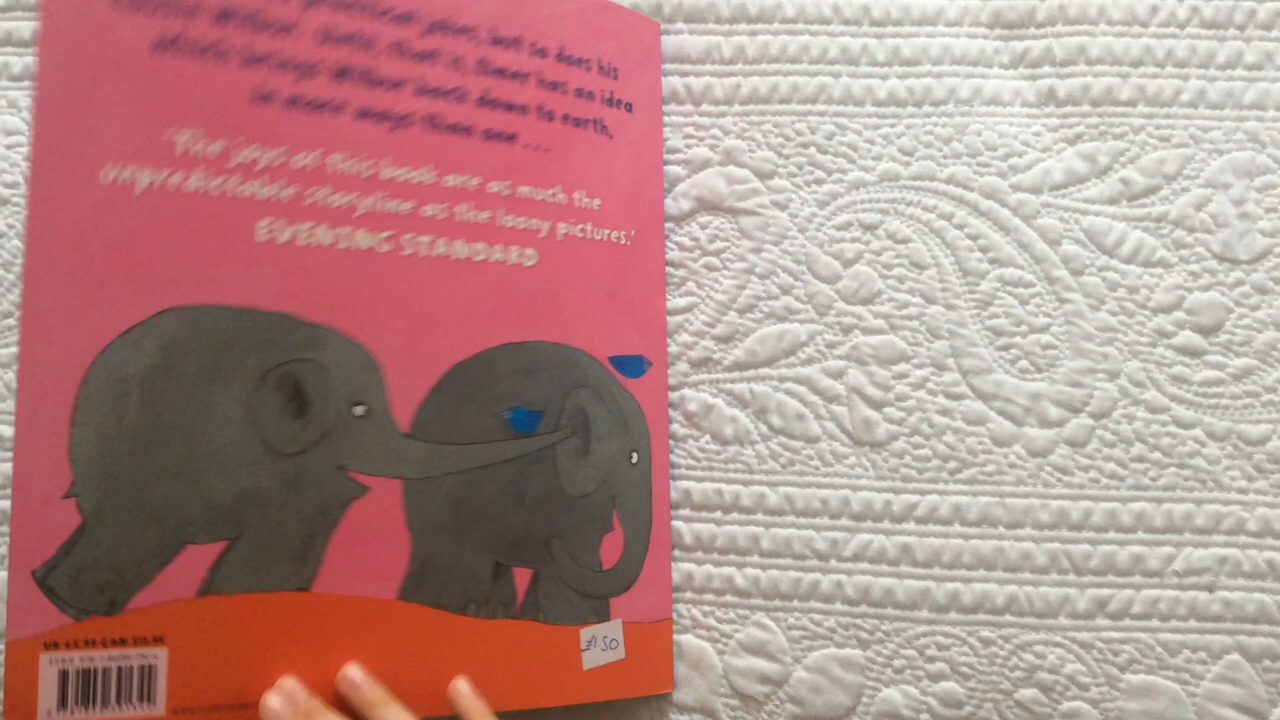 practical jokes, but so does his
cousin Wilbur. Until, that is, Elmer has an idea
which brings Wilbur back down to earth,
in more ways than one ...
'The joys of this book are as much the
unpredictable storyline as the loony pictures.'
EVENING STANDARD
£1.50